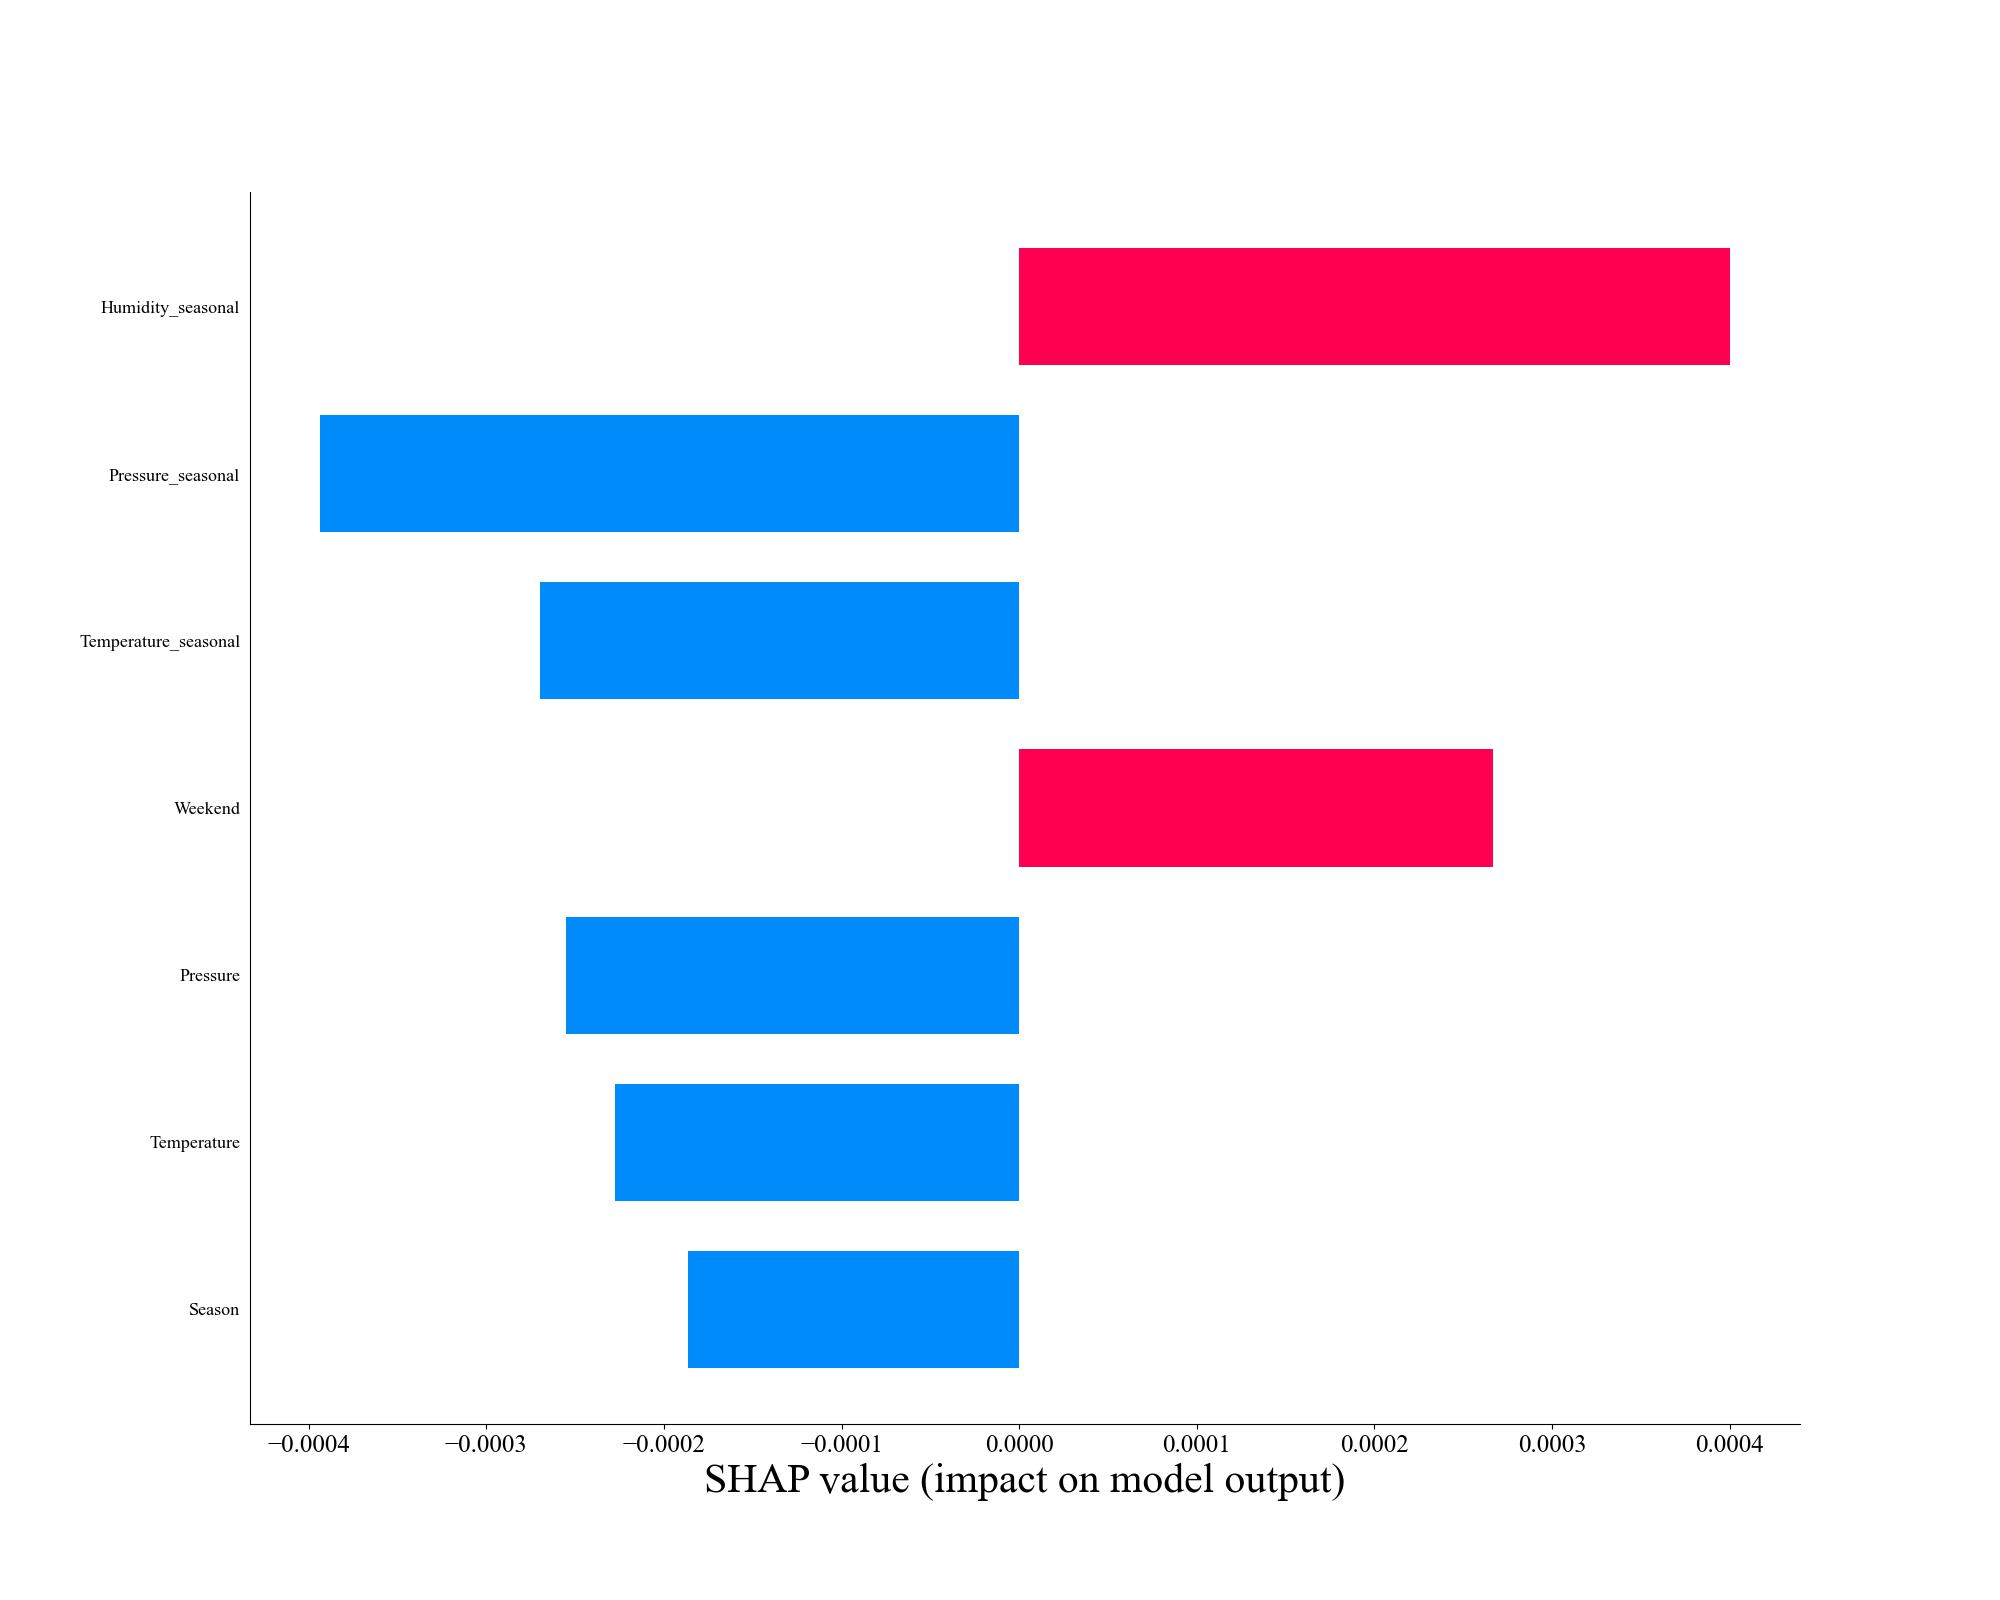 Humidity_seasonal
Pressure_seasonal
Temperature_seasonal
Weekend
Pressure
Temperature
Season
−0.0004 −0.0003 −0.0002 −0.0001 0.0000 0.0001 0.0002 0.0003 0.0004
SHAP value (impact on model output)